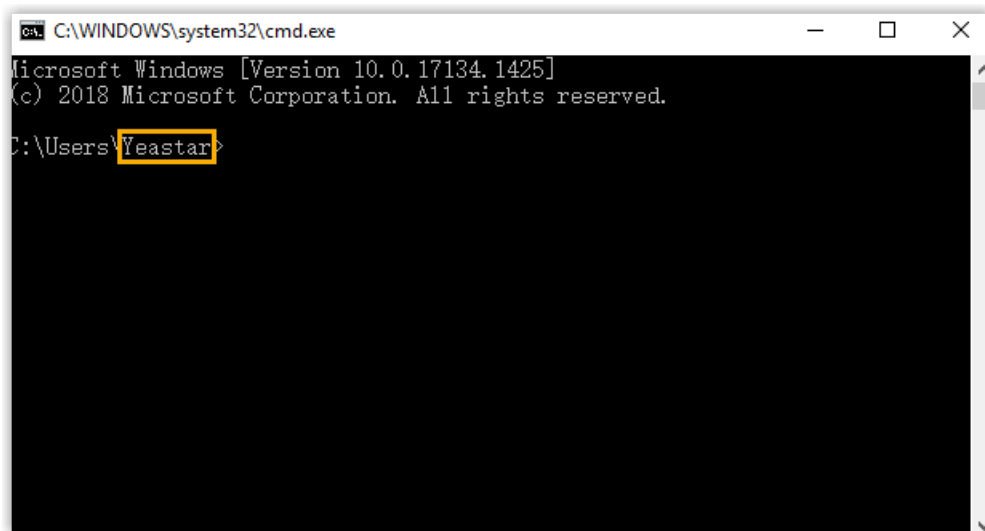 C:\WINDOWS\system32\cmd.exe
Microsoft Windows [Version 10.0.17134.1425]
(c) 2018 Microsoft Corporation. All rights reserved.
C:\Users\Yeastar>